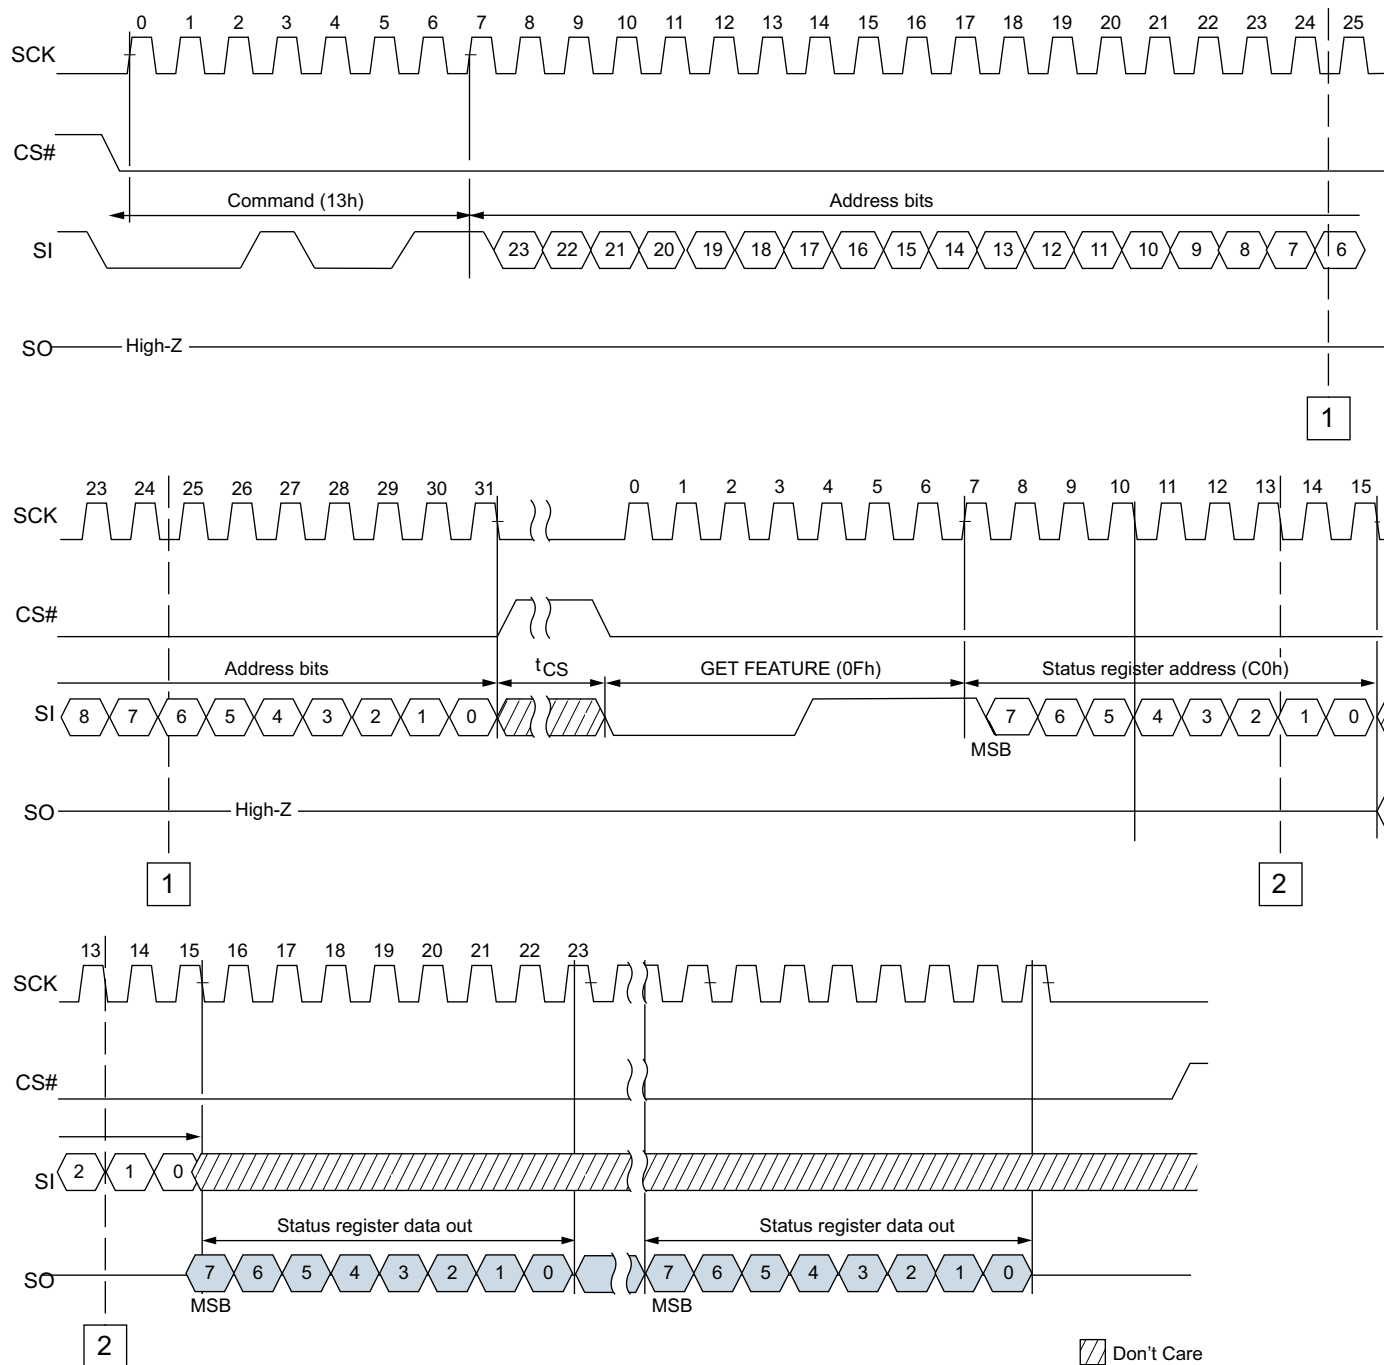 0 1 2 3 4 5 6 7 8 9 10 11 12 13 14 15 16 17 18 19 20 21 22 23 24 25
SCK
CS#
Command (13h) Address bits
SI 23 22 21 20 19 18 17 16 15 14 13 12 11 10 9 8 7 6
SO High-Z
1
23 24 25 26 27 28 29 30 31 0 1 2 3 4 5 6 7 8 9 10 11 12 13 14 15
SCK
CS#
Address bits tCS GET FEATURE (0Fh) Status register address (C0h)
SI 8 7 6 5 4 3 2 1 0 7 6 5 4 3 2 1 0
MSB
SO High-Z
1 2
13 14 15 16 17 18 19 20 21 22 23
SCK
CS#
SI 2 1 0
Status register data out Status register data out
SO 7 6 5 4 3 2 1 0 7 6 5 4 3 2 1 0
MSB MSB
2
Don't Care